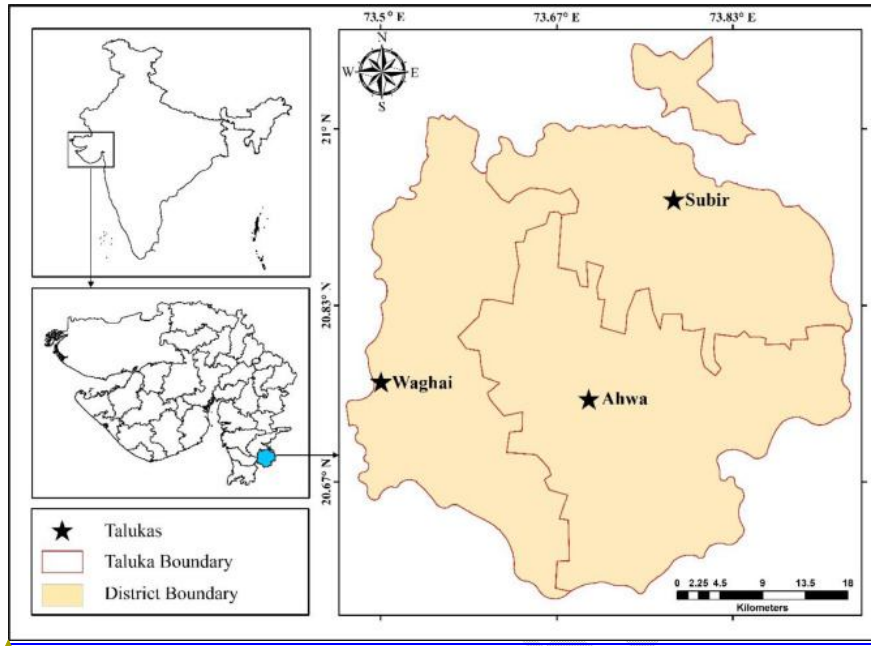 73.5° E 73.67° E 73.83° E
N
W E
S
21° N
20.83° N
20.67° N
Subir
Waghai
Ahwa
Talukas
Taluka Boundary
District Boundary
0 2.25 4.5 9 13.5 18
Kilometers